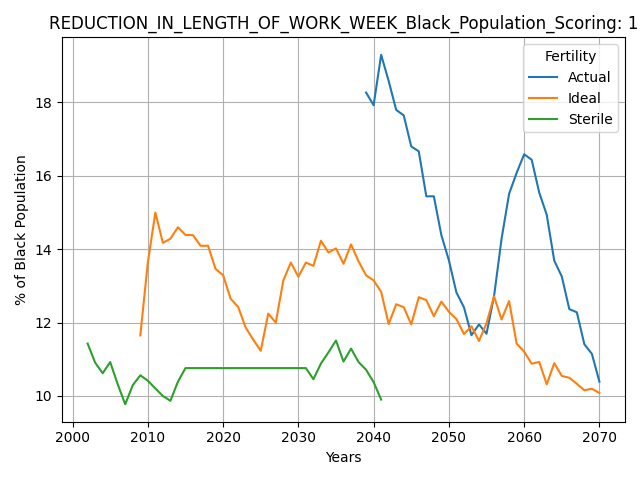 REDUCTION_IN_LENGTH_OF_WORK_WEEK_Black_Population_Scoring: 1
Fertility
Actual
Ideal
Sterile
% of Black Population
18
16
14
12
10
2000 2010 2020 2030 2040 2050 2060 2070
Years